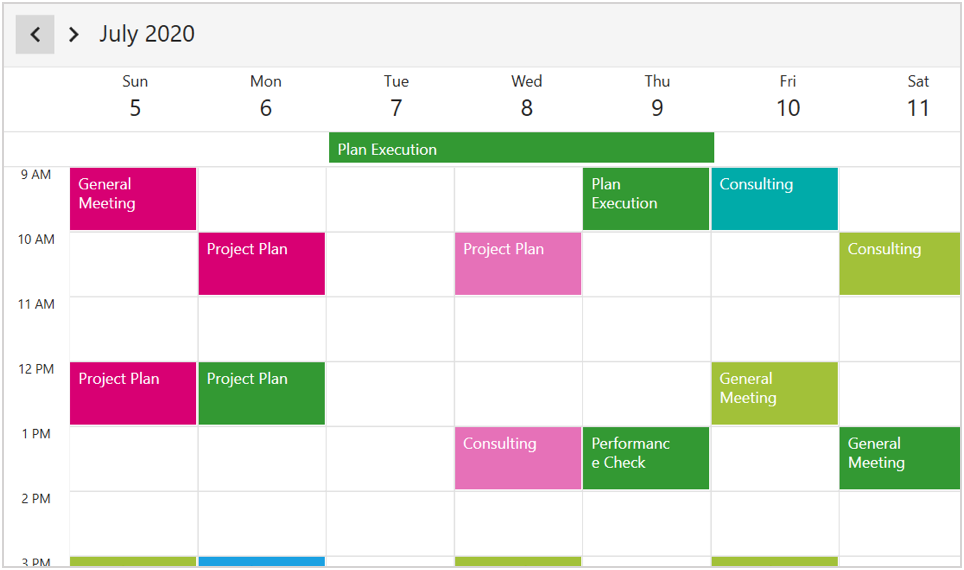 July 2020
Sun Mon Tue Wed Thu Fri Sat
5 6 7 8 9 10 11
Plan Execution
9 AM
General
Meeting
Plan
Execution
Consulting
10 AM
Project Plan
Project Plan
Consulting
11 AM
12 PM
Project Plan
Project Plan
General
Meeting
1 PM
Consulting
Performanc
e Check
General
Meeting
2 PM
3 PM